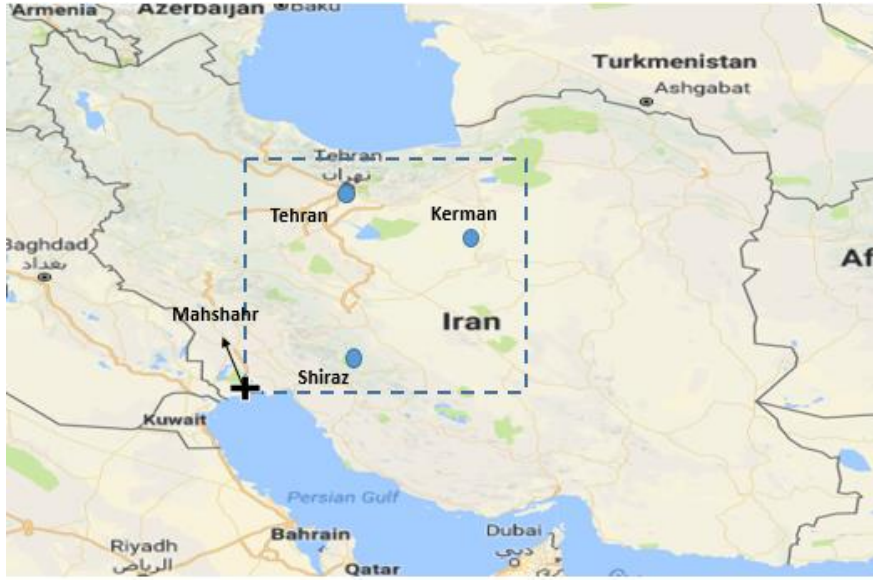 Armenia
Azerbaijan
Baku
Turkmenistan
Ashgabat
Tehran
تهران
Tehran
Kerman
Baghdad
بغداد
Af
Mahshahr
Iran
Shiraz
Kuwait
Persian Gulf
Bahrain
Dubai
دبي
Riyadh
الرياض
Qatar